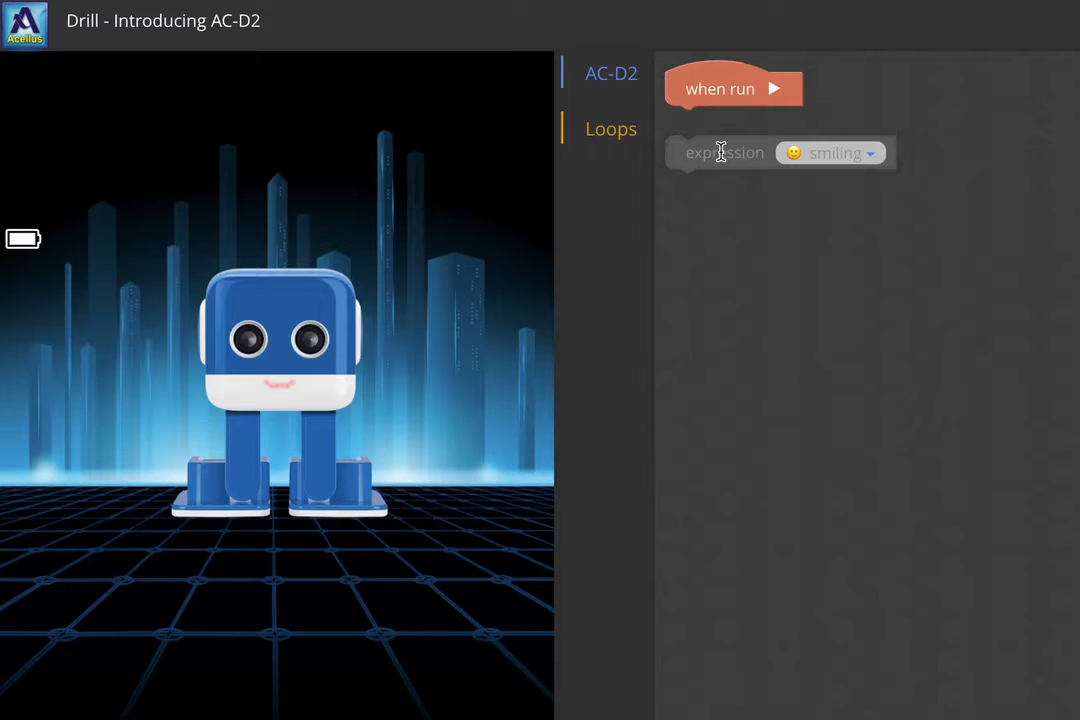 Acellus
Drill - Introducing AC-D2
AC-D2
Loops
when run
expression
smiling